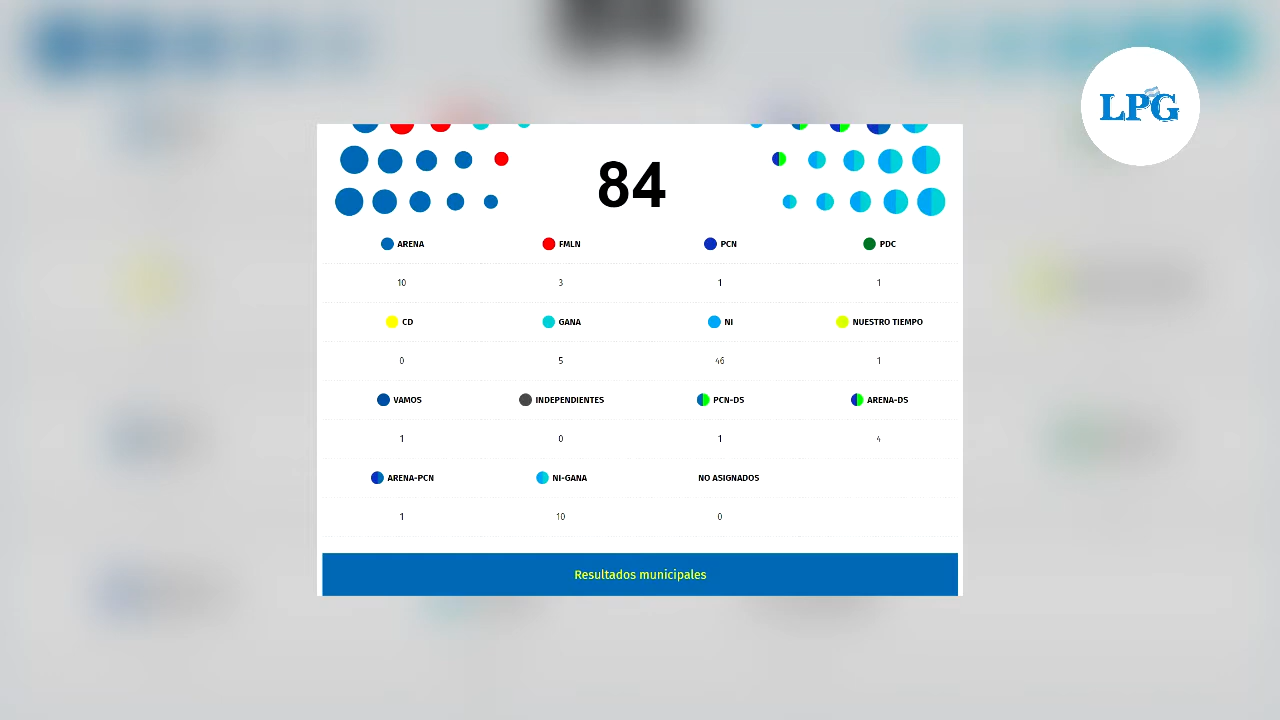 LPG
84
ARENA FMLN PCN PDC
10 3 1 1
CD GANA NI NUESTRO TIEMPO
0 5 46 1
VAMOS INDEPENDIENTES PCN-DS ARENA-DS
1 0 1 4
ARENA-PCN NI-GANA NO ASIGNADOS
1 10 0
Resultados municipales